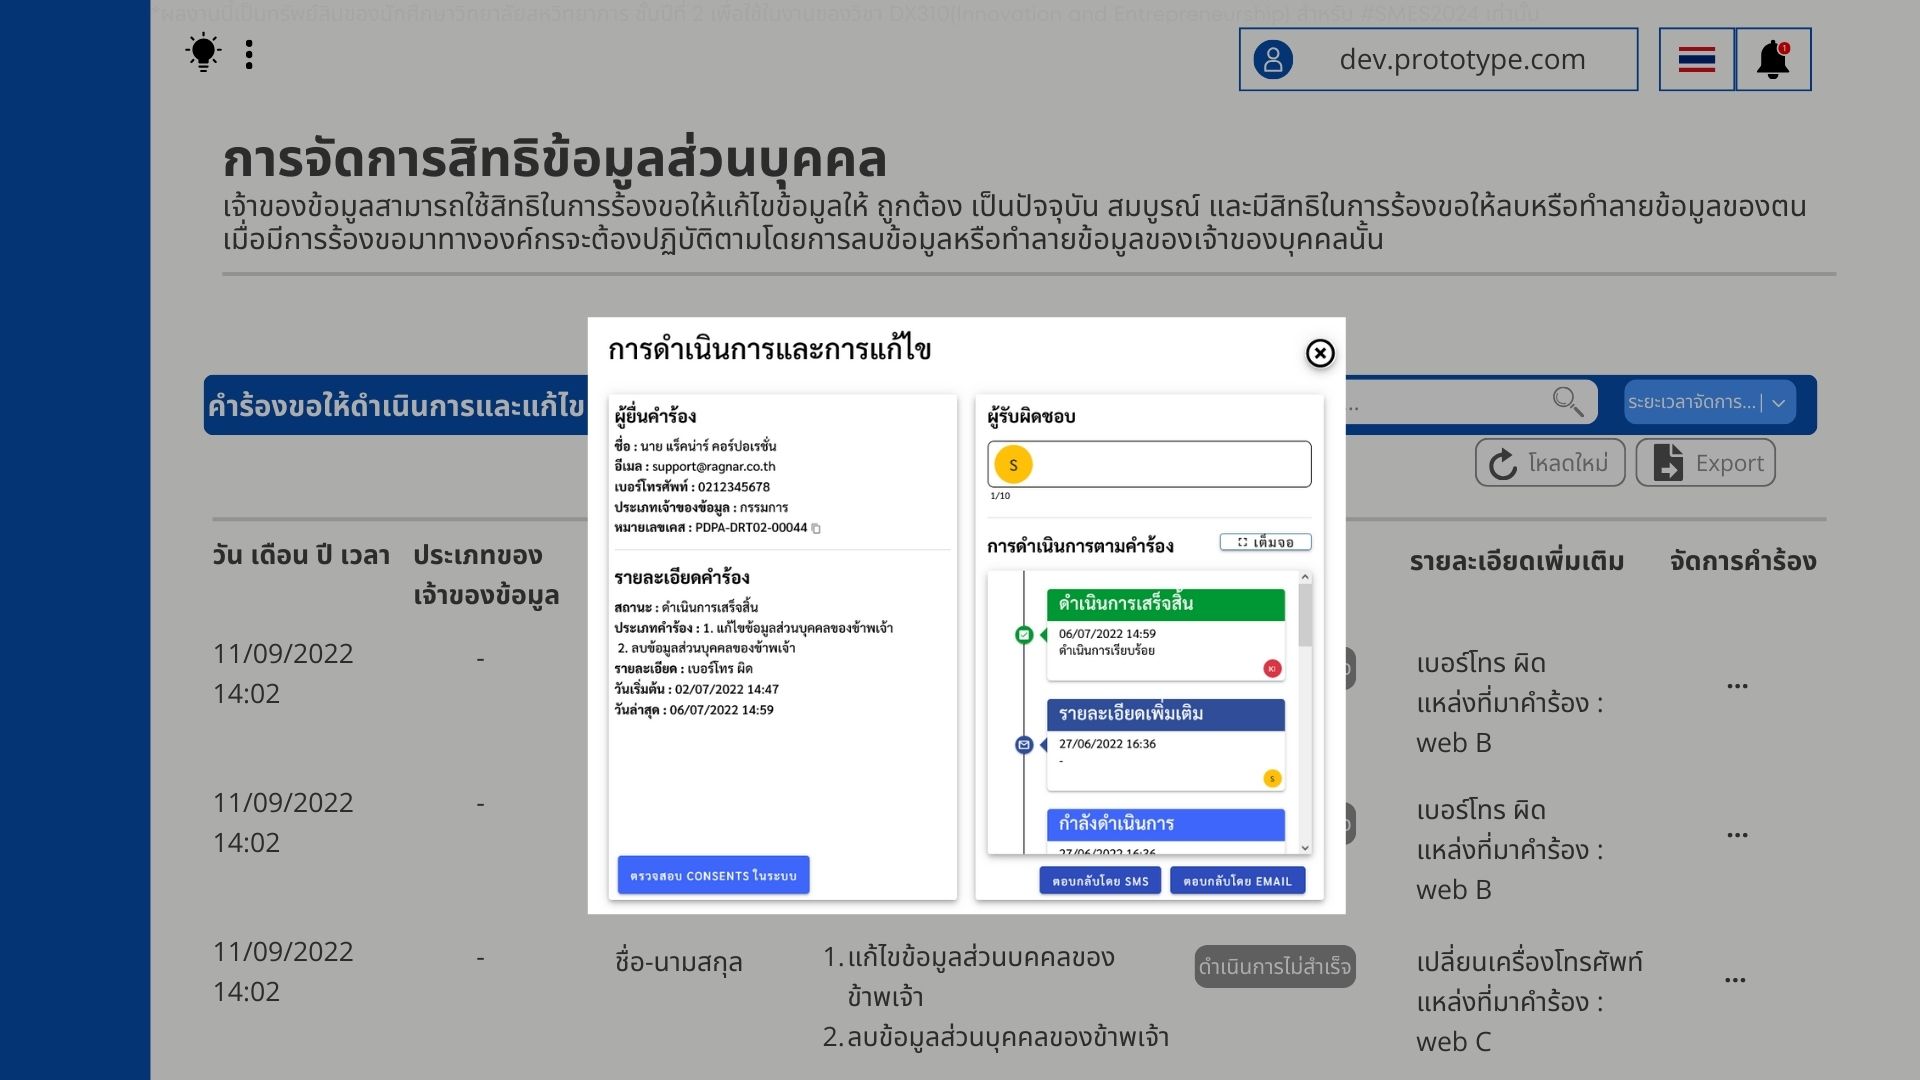 *ผลงานนี้เป็นทรัพย์สินของนักศึกษาวิทยาลัยสหวิทยาการ ชั้นปีที่ 2 เพื่อใช้ในงานของวิชา DX310(Innovation and Entrepreneurship) สำหรับ #SMES2024 เท่านั้น
dev.prototype.com
1
การจัดการสิทธิข้อมูลส่วนบุคคล
เจ้าของข้อมูลสามารถใช้สิทธิในการร้องขอให้แก้ไขข้อมูลให้ ถูกต้อง เป็นปัจจุบัน สมบูรณ์ และมีสิทธิในการร้องขอให้ลบหรือทำลายข้อมูลของตน
เมื่อมีการร้องขอมาทางองค์กรจะต้องปฏิบัติตามโดยการลบข้อมูลหรือทำลายข้อมูลของเจ้าของบุคคลนั้น
คำร้องขอให้ดำเนินการและแก้ไข
...
ระยะเวลาจัดการ...|
โหลดใหม่
Export
การดำเนินการและการแก้ไข
ผู้ยื่นคำร้อง
ชื่อ : นาย แร็คน่าร์ คอร์ปอเรชั่น
อีเมล : support@ragnar.co.th
เบอร์โทรศัพท์ : 0212345678
ประเภทเจ้าของข้อมูล : กรรมการ
หมายเลขเคส : PDPA-DRT02-00044
รายละเอียดคำร้อง
สถานะ : ดำเนินการเสร็จสิ้น
ประเภทคำร้อง : 1. แก้ไขข้อมูลส่วนบุคคลของข้าพเจ้า
2. ลบข้อมูลส่วนบุคคลของข้าพเจ้า
รายละเอียด : เบอร์โทร ผิด
วันเริ่มต้น : 02/07/2022 14:47
วันล่าสุด : 06/07/2022 14:59
ตรวจสอบ CONSENTS ในระบบ
ผู้รับผิดชอบ
S
1/10
การดำเนินการตามคำร้อง
เต็มจอ
ดำเนินการเสร็จสิ้น
06/07/2022 14:59
ดำเนินการเรียบร้อย
KI
รายละเอียดเพิ่มเติม
27/06/2022 16:36
-
S
กำลังดำเนินการ
27/06/2022 16:36
ตอบกลับโดย SMS
ตอบกลับโดย EMAIL
วัน เดือน ปี เวลา
ประเภทของ
เจ้าของข้อมูล
รายละเอียดเพิ่มเติม
จัดการคำร้อง
11/09/2022
14:02
-
เบอร์โทร ผิด
แหล่งที่มาคำร้อง :
web B
...
11/09/2022
14:02
-
เบอร์โทร ผิด
แหล่งที่มาคำร้อง :
web B
...
11/09/2022
14:02
-
ชื่อ-นามสกุล
1. แก้ไขข้อมูลส่วนบคคลของ
ข้าพเจ้า
2. ลบข้อมูลส่วนบุคคลของข้าพเจ้า
ดำเนินการไม่สำเร็จ
เปลี่ยนเครื่องโทรศัพท์
แหล่งที่มาคำร้อง :
web C
...